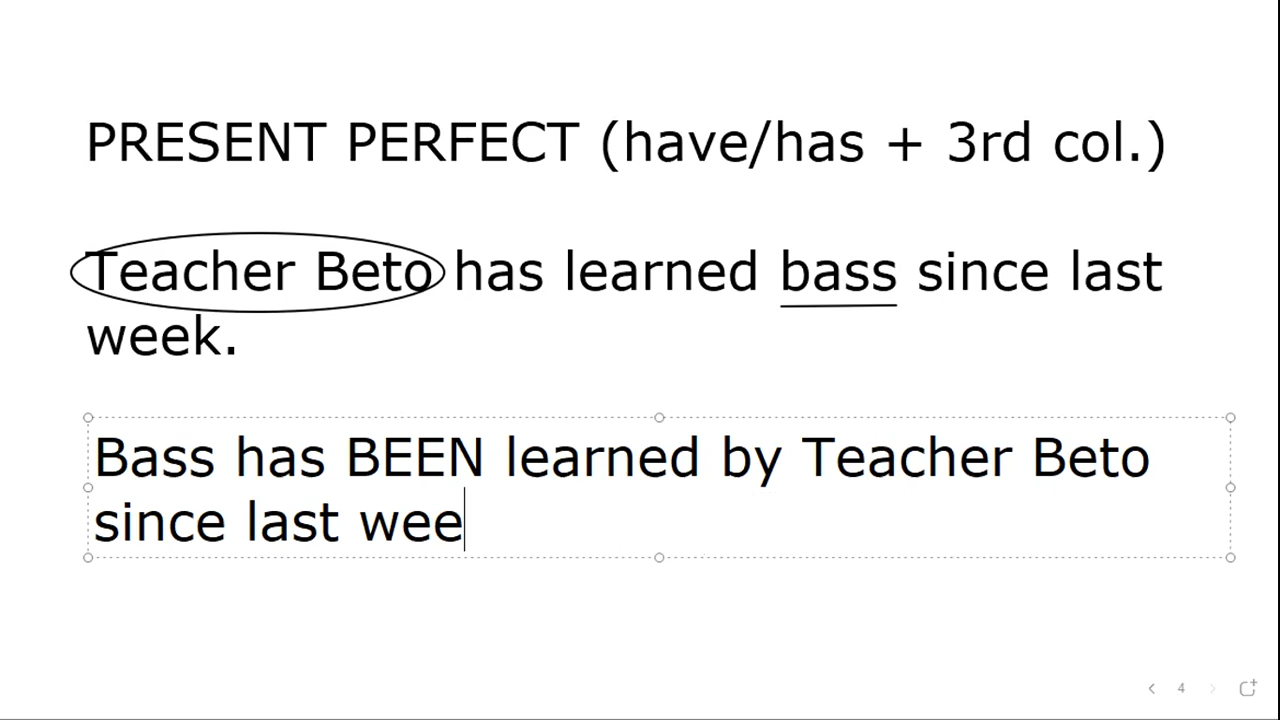 PRESENT PERFECT (have/has + 3rd col.)
Teacher Beto has learned bass since last
week.
Bass has BEEN learned by Teacher Beto
since last wee
4